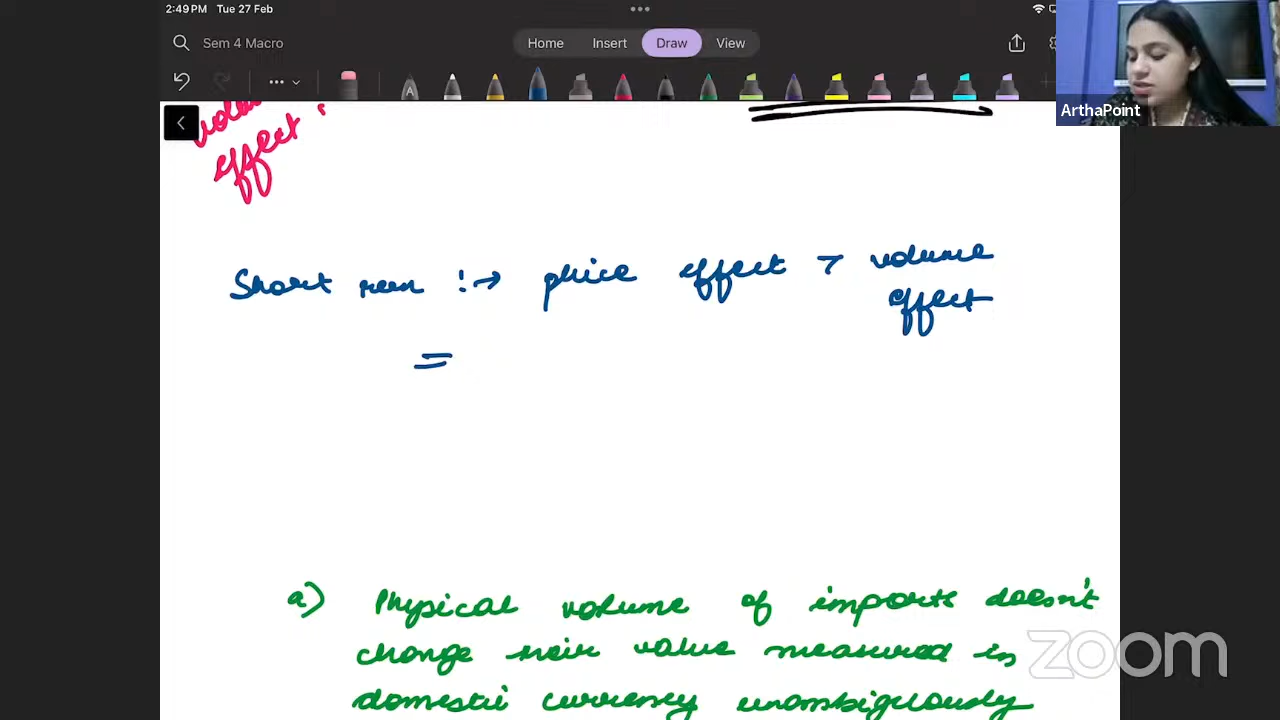 2:49 PM Tue 27 Feb
Sem 4 Macro
Home Insert Draw View
A
ArthaPoint
effect
Short run :→ price effect > volume
effect
=
a) Physical volume of imports doesn't
change their value measured in
domestic currency unambiguously
zoom